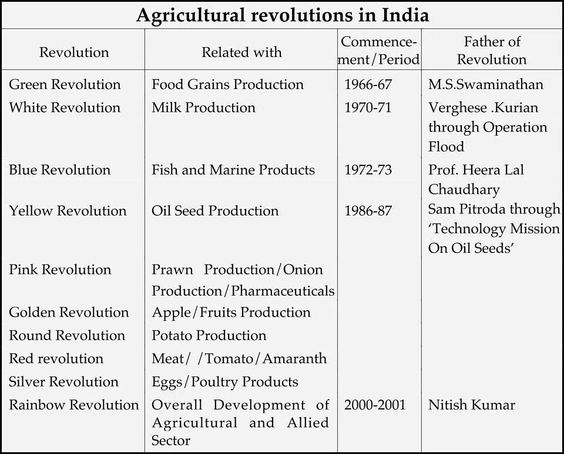 Agricultural revolutions in India
Revolution Related with Commence-ment/Period Father of Revolution
Green Revolution Food Grains Production 1966-67 M.S.Swaminathan
White Revolution Milk Production 1970-71 Verghese .Kurian
through Operation
Flood
Blue Revolution Fish and Marine Products 1972-73 Prof. Heera Lal
Chaudhary
Yellow Revolution Oil Seed Production 1986-87 Sam Pitroda through
‘Technology Mission
On Oil Seeds’
Pink Revolution Prawn Production/Onion
Production/Pharmaceuticals
Golden Revolution Apple/Fruits Production
Round Revolution Potato Production
Red revolution Meat/ /Tomato/Amaranth
Silver Revolution Eggs/Poultry Products
Rainbow Revolution Overall Development of 2000-2001 Nitish Kumar
Agricultural and Allied
Sector